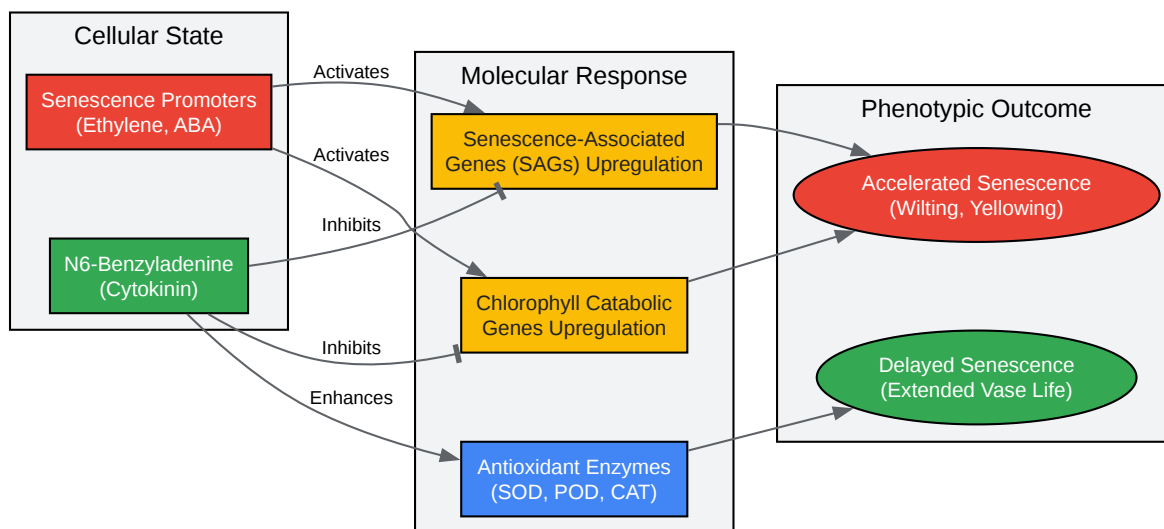 Cellular State
Senescence Promoters
(Ethylene, ABA)
N6-Benzyladenine
(Cytokinin)
Activates
Activates
Inhibits
Inhibits
Enhances
Molecular Response
Senescence-Associated
Genes (SAGs) Upregulation
Chlorophyll Catabolic
Genes Upregulation
Antioxidant Enzymes
(SOD, POD, CAT)
Phenotypic Outcome
Accelerated Senescence
(Wilting, Yellowing)
Delayed Senescence
(Extended Vase Life)